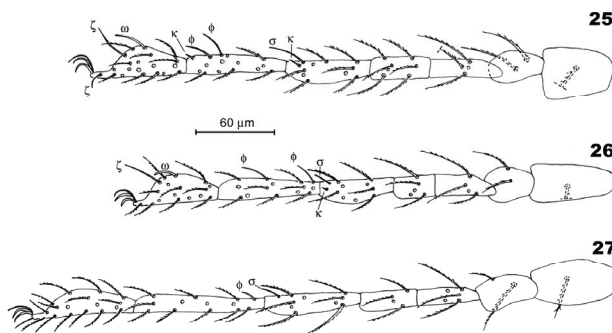 25
ζ ω κ ϕ ϕ σ κ
ζ
60 µm
26
ζ ω ϕ ϕ σ
κ
27
ϕ σ